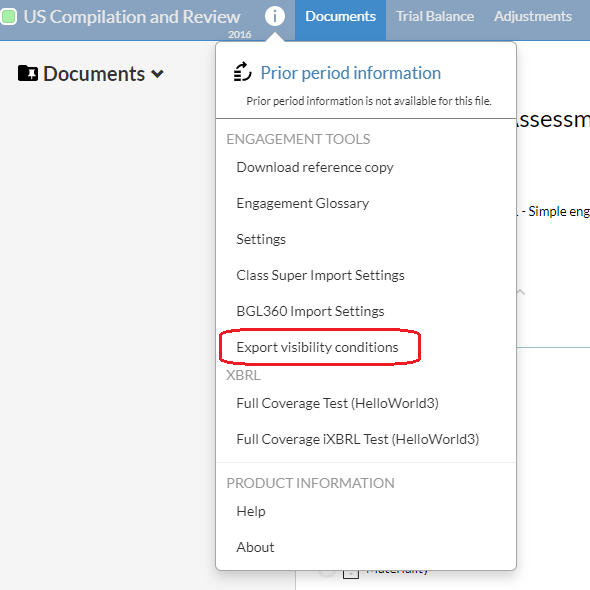 US Compilation and Review
2016
Documents
Trial Balance
Adjustments
Documents
Prior period information
Prior period information is not available for this file.
ENGAGEMENT TOOLS
Download reference copy
Engagement Glossary
Settings
Class Super Import Settings
BGL360 Import Settings
Export visibility conditions
XBRL
Full Coverage Test (HelloWorld3)
Full Coverage iXBRL Test (HelloWorld3)
PRODUCT INFORMATION
Help
About
- Simple eng